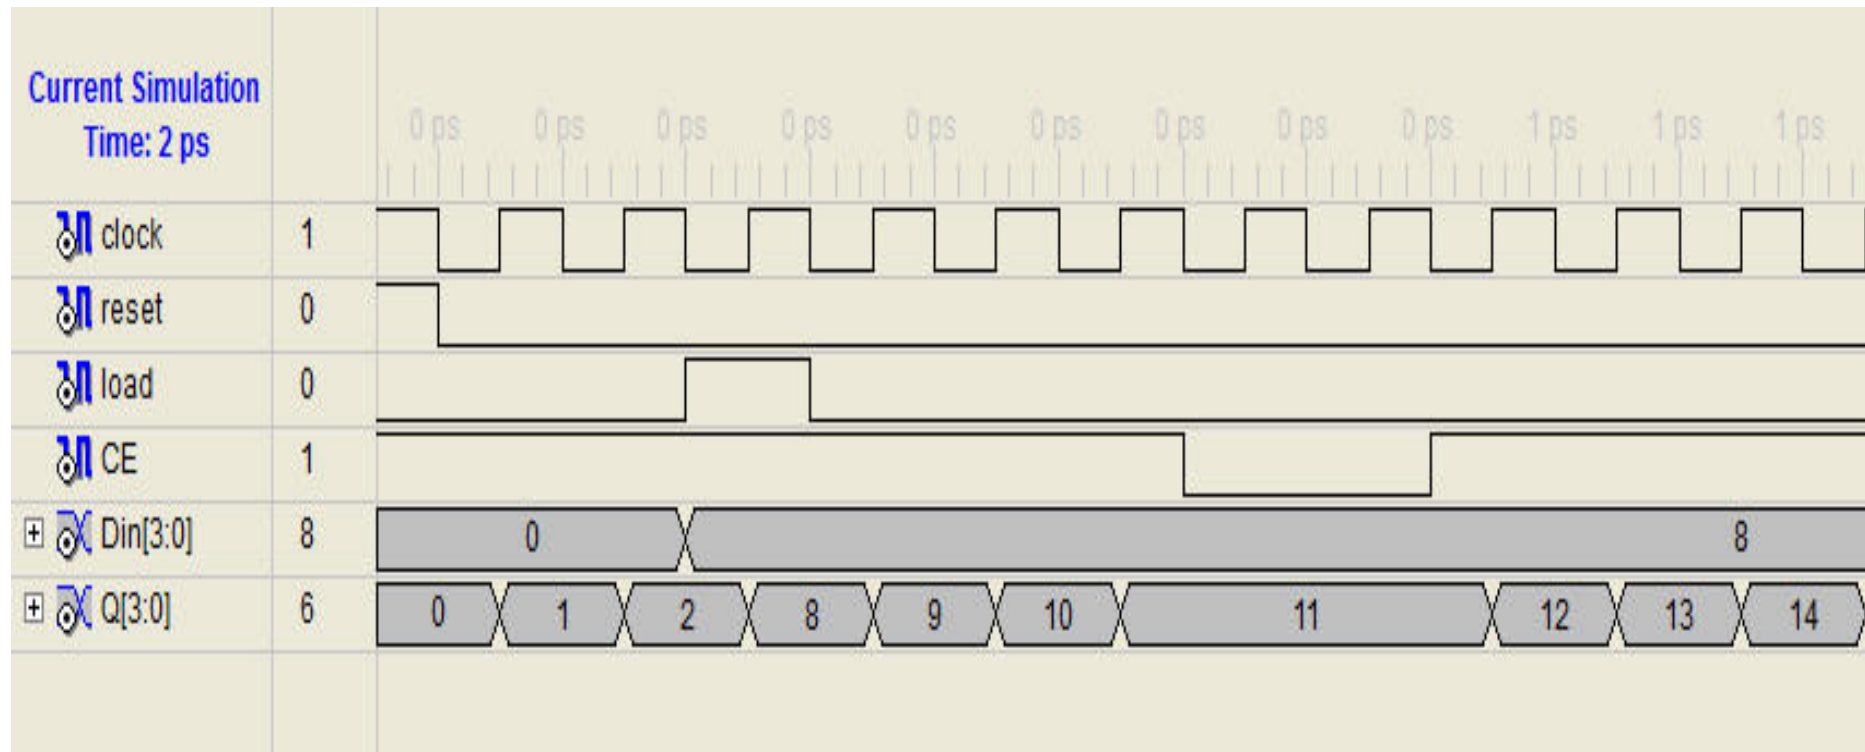 Current Simulation
Time: 2 ps
0 ps 0 ps 0 ps 0 ps 0 ps 0 ps 0 ps 0 ps 0 ps 1 ps 1 ps 1 ps
clock 1
reset 0
load 0
CE 1
Din[3:0] 8 0 8
Q[3:0] 6 0 1 2 8 9 10 11 12 13 14